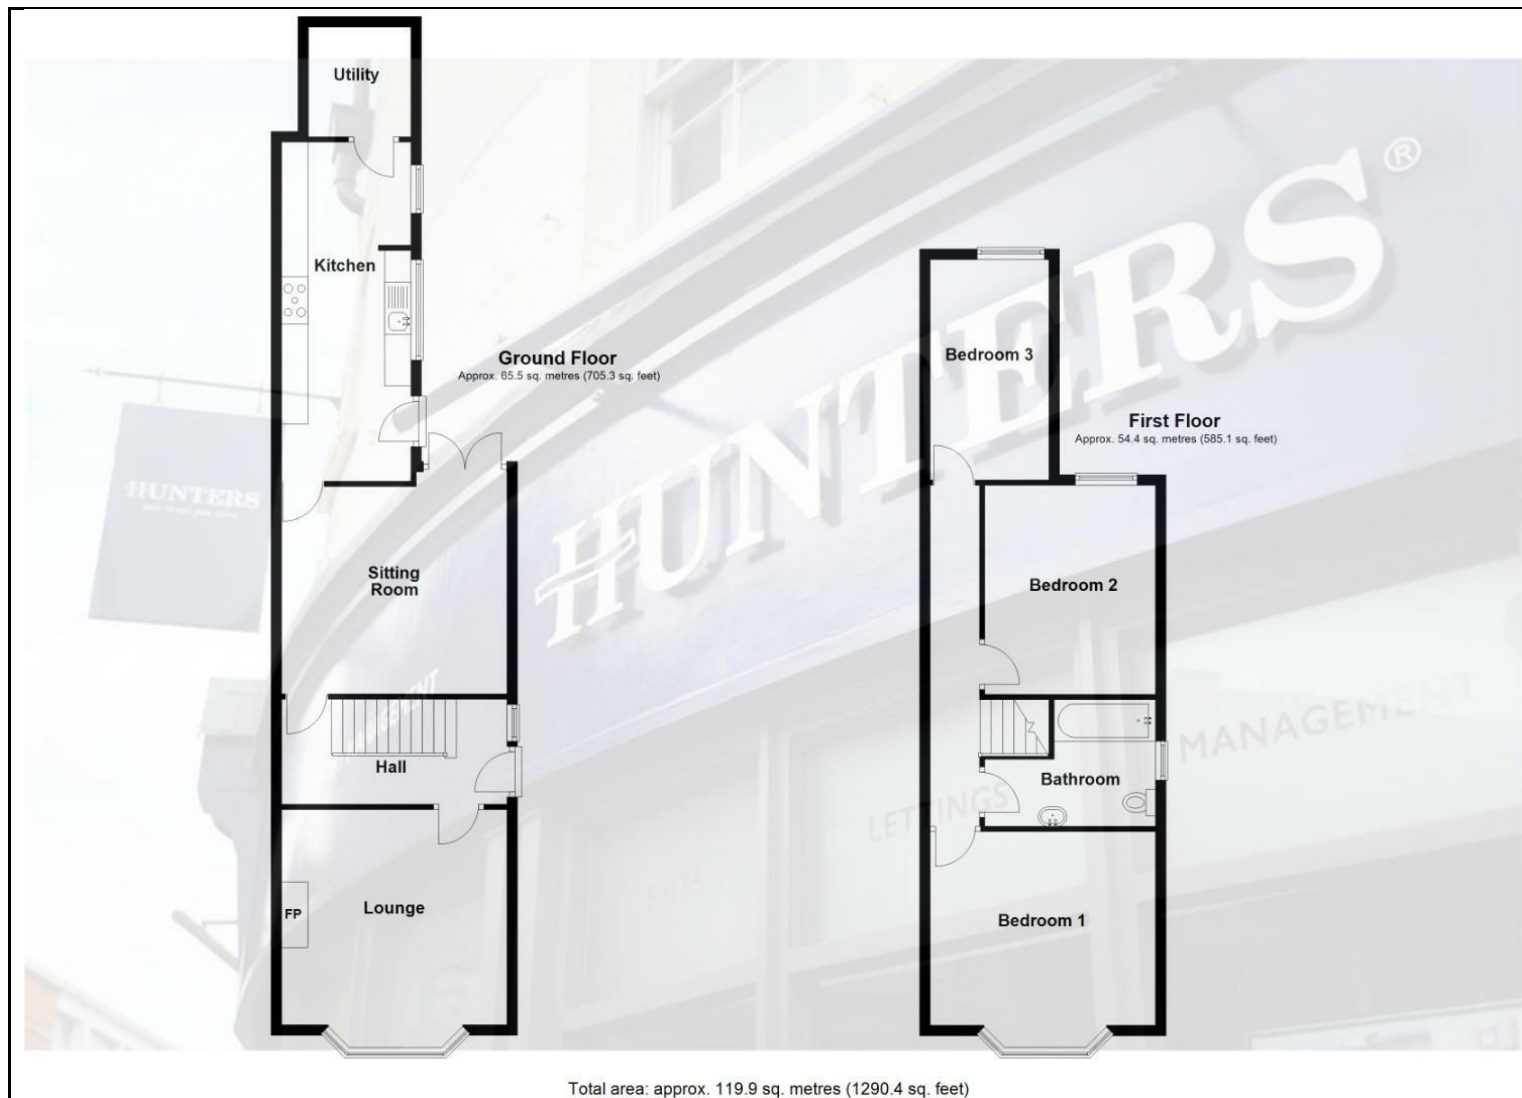 Utility
Kitchen
Ground Floor
Approx. 65.5 sq. metres (705.3 sq. feet)
Sitting
Room
Hall
Lounge
FP
Bedroom 3
First Floor
Approx. 54.4 sq. metres (585.1 sq. feet)
Bedroom 2
Bathroom
Bedroom 1
HUNTERS®
HUNTERS
MANAGEMENT
LETTINGS
MANAGEMENT
SALES
Total area: approx. 119.9 sq. metres (1290.4 sq. feet)